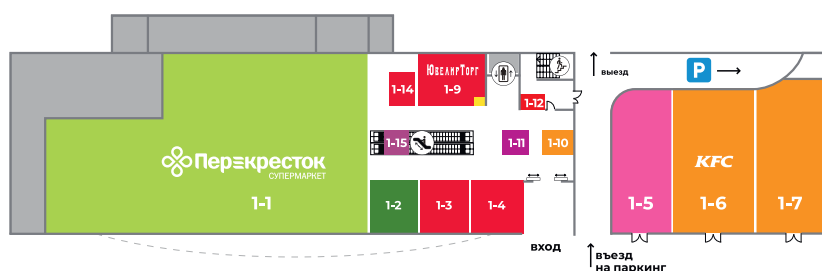 выезд
P
ЮвелирТорг
1-14
1-9
1-12
1-15
1-11
1-10
Перекресток
СУПЕРМАРКЕТ
KFC
1-1
1-2
1-3
1-4
1-5
1-6
1-7
вход
въезд
на паркинг